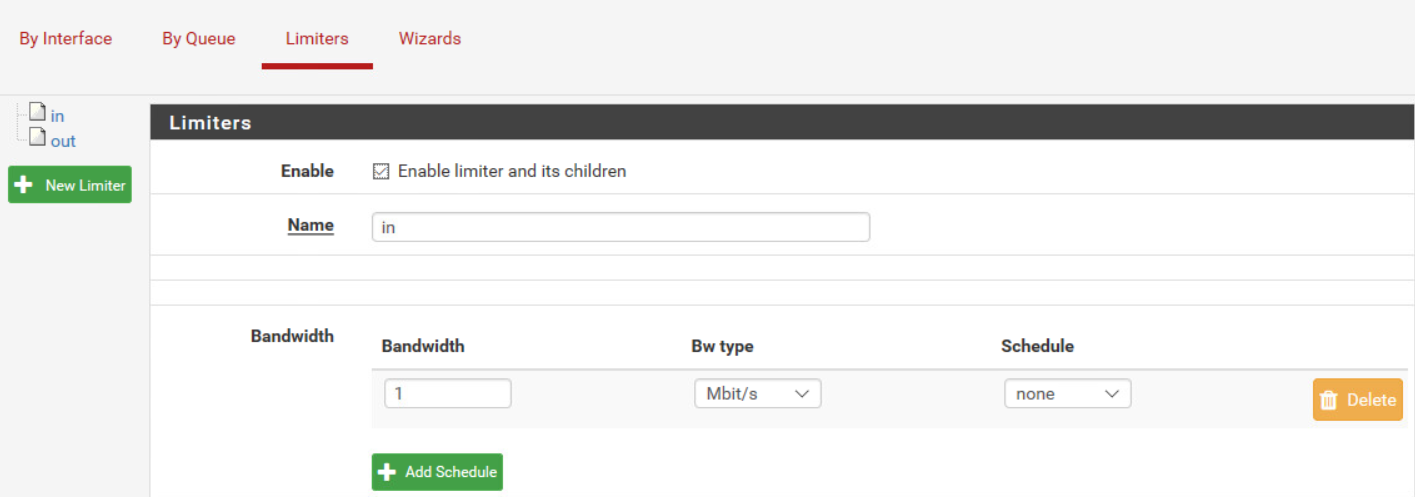 By Interface By Queue Limiters Wizards
in
out
New Limiter
Limiters
Enable Enable limiter and its children
Name in
Bandwidth
Bandwidth Bw type Schedule
1 Mbit/s none Delete
Add Schedule